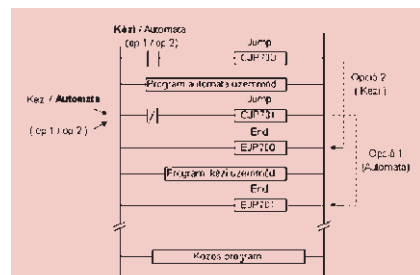 Kézi / Automata
(op 1 / op 2)
Jump
CJP700
Program automata üzemmód
Opció 2
(Kézi)
Jump
Kézi / Automata
(op 1 / op 2)
CJP701
End
EJP700
Opció 1
(Automata)
Program kézi üzemmód
End
EJP701
Közös program